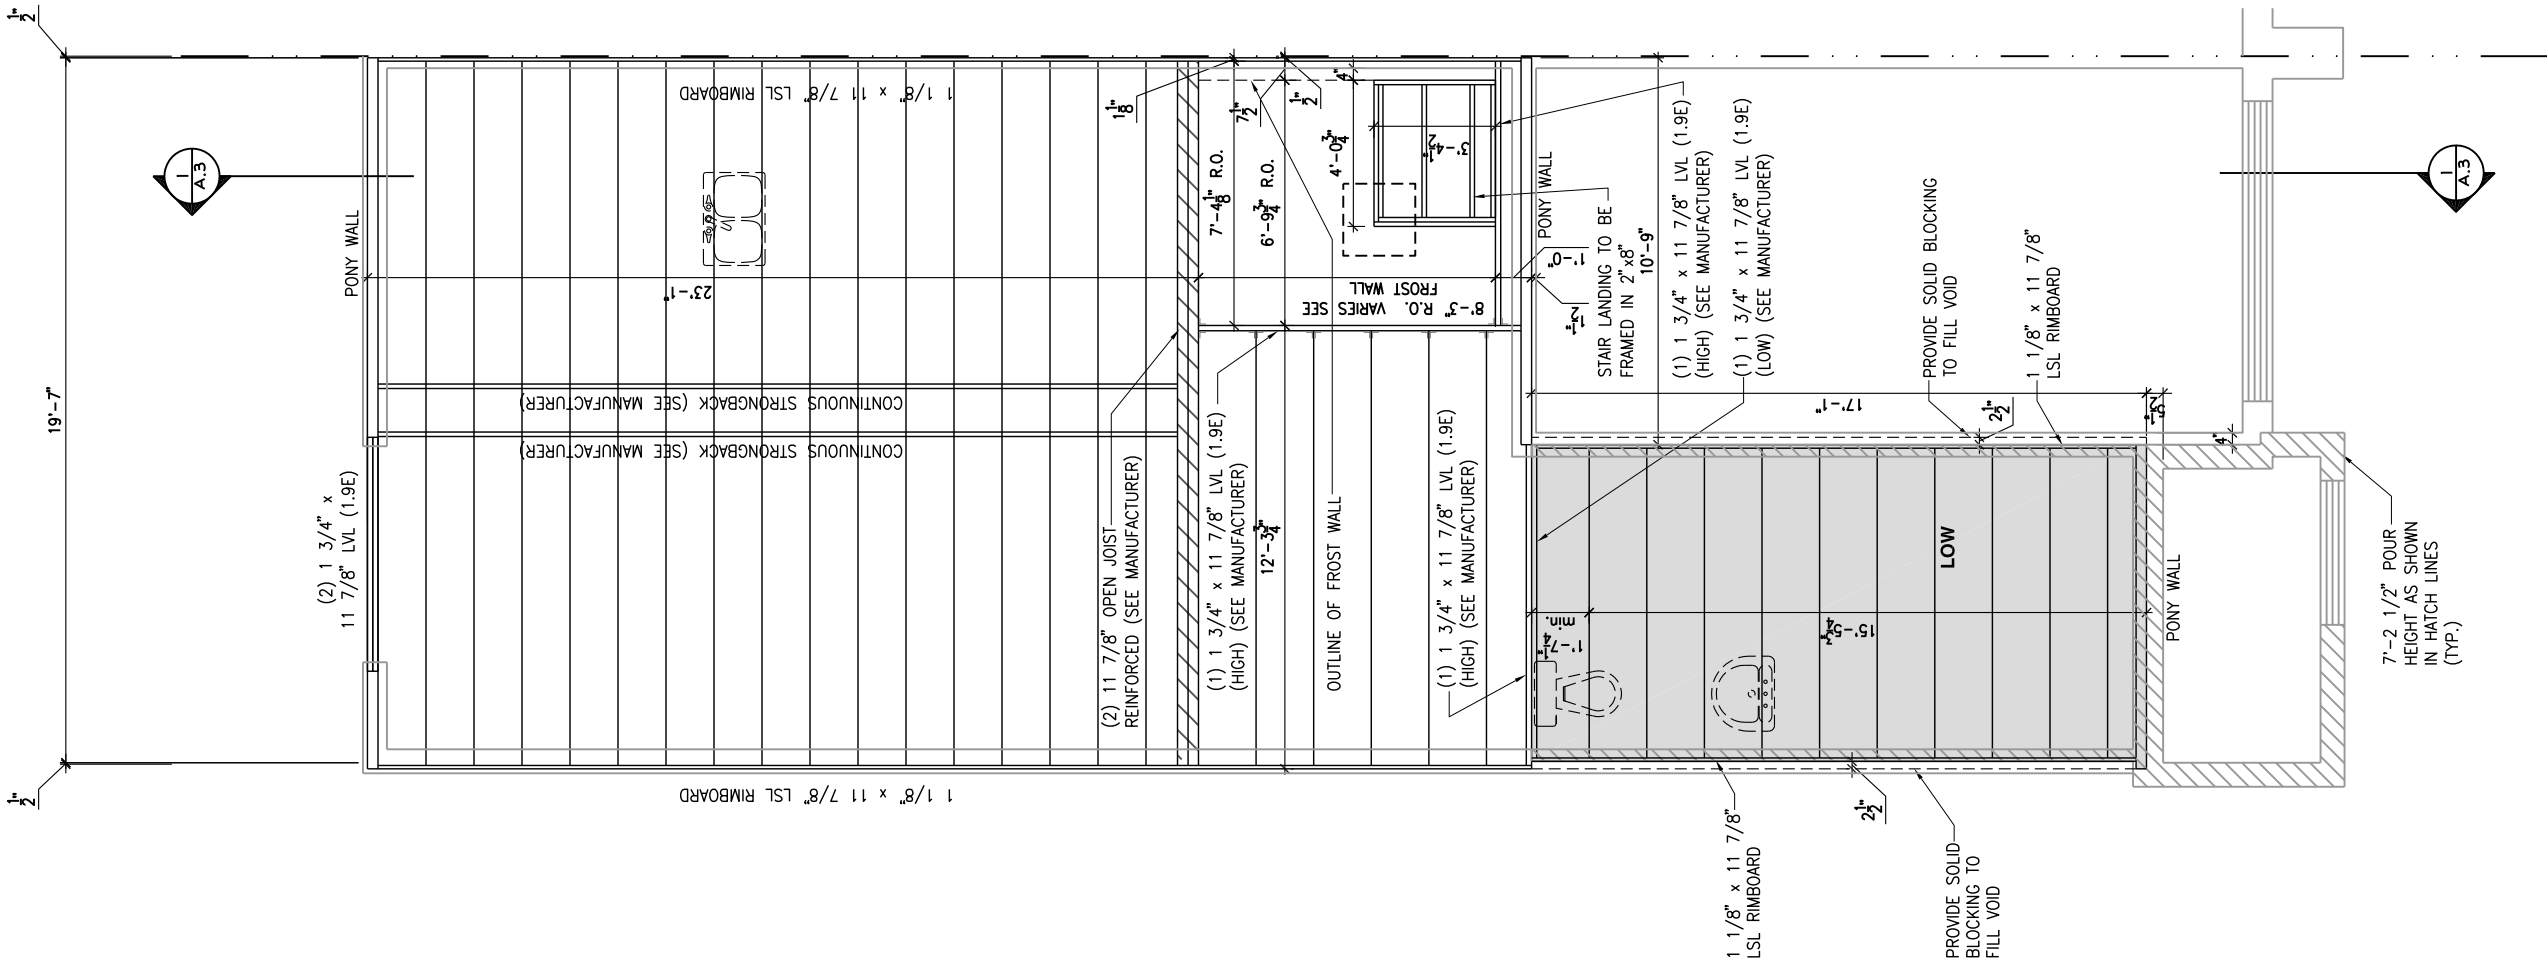 1 1/2"
19'-7"
1 1/2"
1
A.3
PONY WALL
(2) 1 3/4" x
11 7/8" LVL (1.9E)
1 1/8" x 11 7/8" LSL RIMBOARD
23'-1"
CONTINUOUS STRONGBACK (SEE MANUFACTURER)
CONTINUOUS STRONGBACK (SEE MANUFACTURER)
1 1/8" x 11 7/8" LSL RIMBOARD
(2) 11 7/8" OPEN JOIST
REINFORCED (SEE MANUFACTURER)
1 1/8"
7 1/2"
1 1/2"
4"
7'-4 1/8" R.O.
6'-9 3/4" R.O.
4'-0 3/4"
3'-4 1/2"
8'-3" R.O. VARIES SEE
FROST WALL
(1) 1 3/4" x 11 7/8" LVL (1.9E)
(HIGH) (SEE MANUFACTURER)
12'-3 3/4"
OUTLINE OF FROST WALL
(1) 1 3/4" x 11 7/8" LVL (1.9E)
(HIGH) (SEE MANUFACTURER)
PONY WALL
1'-0"
1 1/2"
STAIR LANDING TO BE
FRAMED IN 2"x8"
10'-9"
(1) 1 3/4" x 11 7/8" LVL (1.9E)
(HIGH) (SEE MANUFACTURER)
(1) 1 3/4" x 11 7/8" LVL (1.9E)
(LOW) (SEE MANUFACTURER)
PROVIDE SOLID BLOCKING
TO FILL VOID
1 1/8" x 11 7/8"
LSL RIMBOARD
17'-1"
2 1/2"
5 1/2"
4"
LOW
1'-7 1/4"
min.
15'-5 3/4"
PONY WALL
2 1/2"
1 1/8" x 11 7/8"
LSL RIMBOARD
PROVIDE SOLID
BLOCKING TO
FILL VOID
7'-2 1/2" POUR
HEIGHT AS SHOWN
IN HATCH LINES
(TYP.)
1
A.3